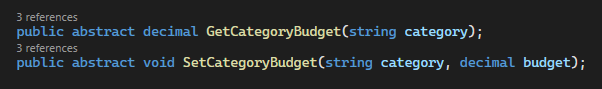 3 references
public abstract decimal GetCategoryBudget(string category);
3 references
public abstract void SetCategoryBudget(string category, decimal budget);